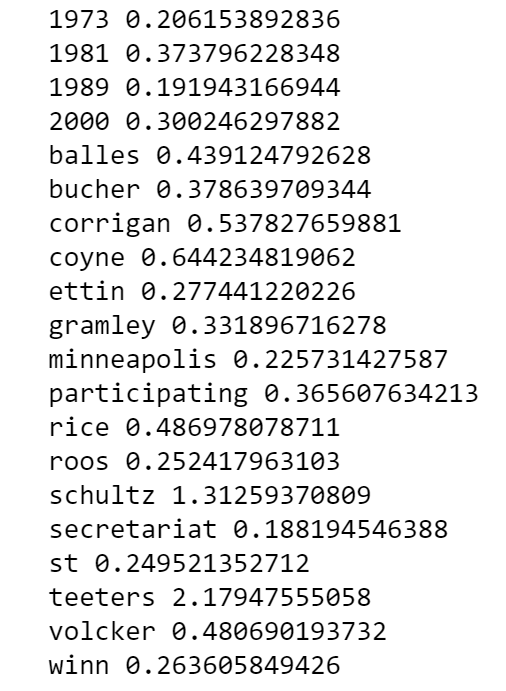 1973 0.206153892836
1981 0.373796228348
1989 0.191943166944
2000 0.300246297882
balles 0.439124792628
bucher 0.378639709344
corrigan 0.537827659881
coyne 0.644234819062
ettin 0.277441220226
gramley 0.331896716278
minneapolis 0.225731427587
participating 0.365607634213
rice 0.486978078711
roos 0.252417963103
schultz 1.31259370809
secretariat 0.188194546388
st 0.249521352712
teeters 2.17947555058
volcker 0.480690193732
winn 0.263605849426